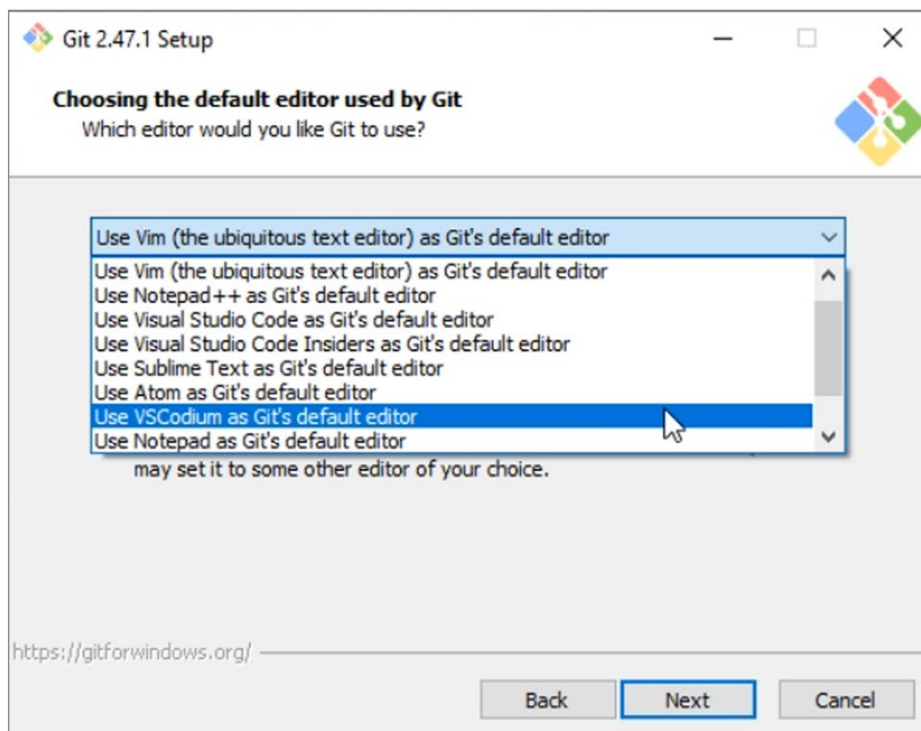 Git 2.47.1 Setup
Choosing the default editor used by Git
Which editor would you like Git to use?
Use Vim (the ubiquitous text editor) as Git's default editor
Use Vim (the ubiquitous text editor) as Git's default editor
Use Notepad++ as Git's default editor
Use Visual Studio Code as Git's default editor
Use Visual Studio Code Insiders as Git's default editor
Use Sublime Text as Git's default editor
Use Atom as Git's default editor
Use VSCodium as Git's default editor
Use Notepad as Git's default editor
may set it to some other editor of your choice.
https://gitforwindows.org/
Back Next Cancel